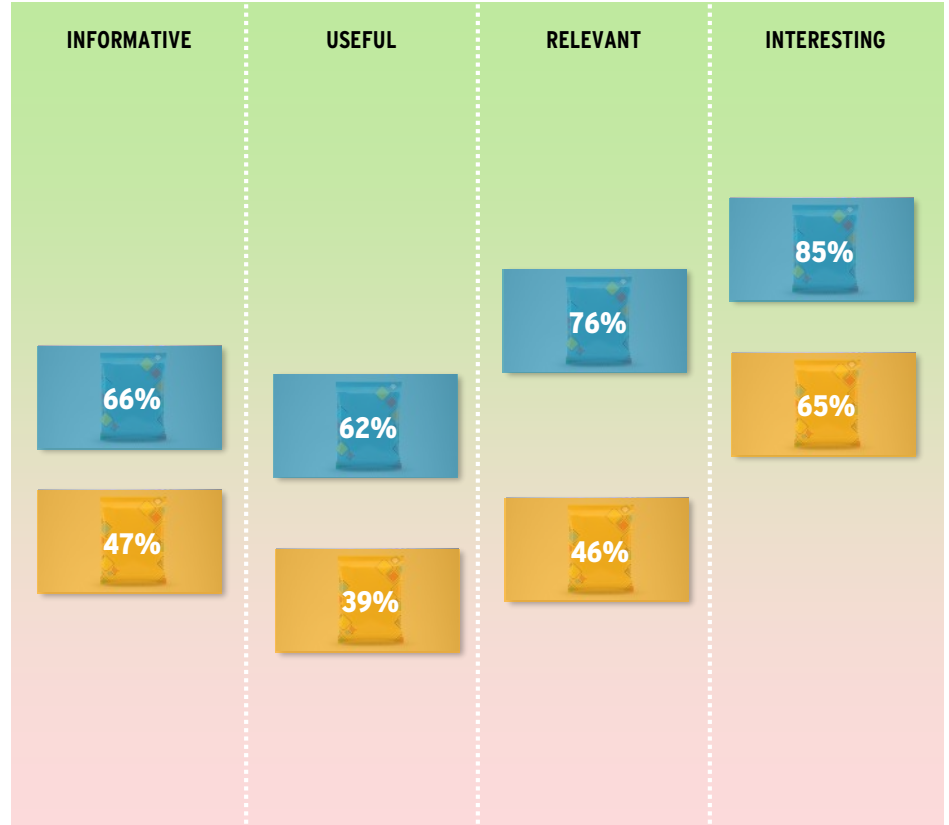 INFORMATIVE
USEFUL
RELEVANT
INTERESTING
66%
62%
76%
85%
47%
39%
46%
65%